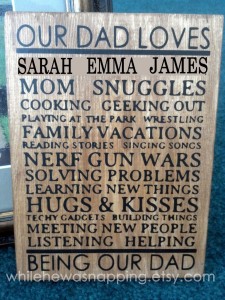 OUR DAD LOVES
SARAH EMMA JAMES
MOM SNUGGLES
COOKING GEEKING OUT
PLAYING AT THE PARK WRESTLING
FAMILY VACATIONS
READING STORIES SINGING SONGS
NERF GUN WARS
SOLVING PROBLEMS
LEARNING NEW THINGS
HUGS & KISSES
TECHY GADGETS BUILDING THINGS
MEETING NEW PEOPLE
LISTENING HELPING
BEING OUR DAD
whilehewasnapping.etsy.com